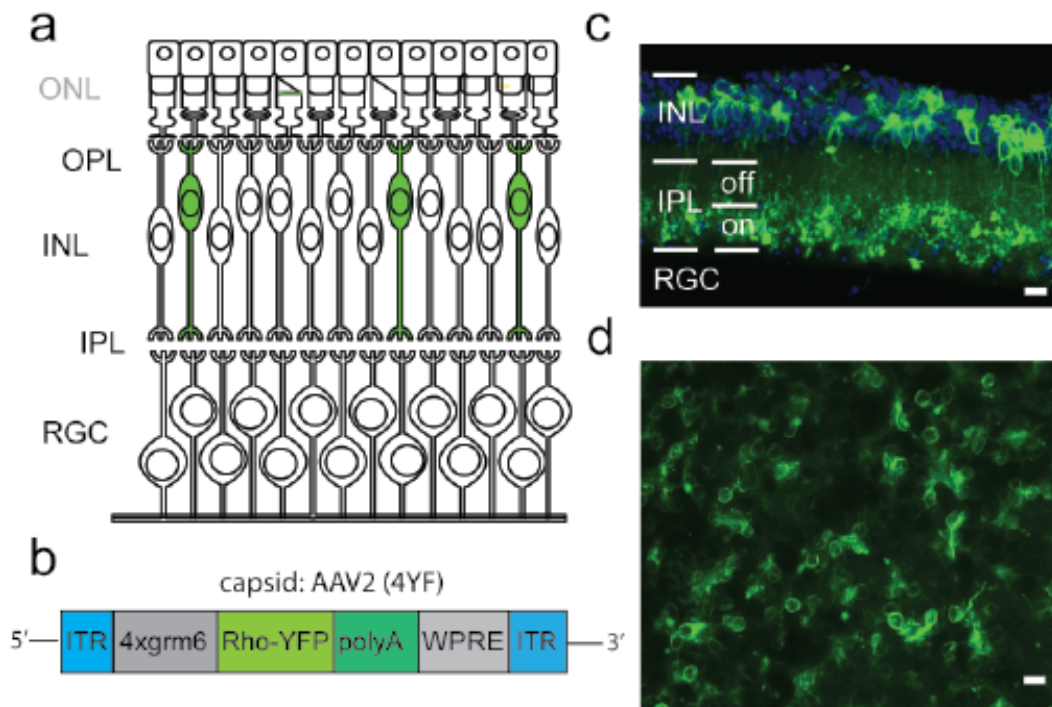 a
ONL
OPL
INL
IPL
RGC
b
capsid: AAV2 (4YF)
5′ ITR 4xgrm6 Rho-YFP polyA WPRE ITR 3′
c
INL
off
IPL
on
RGC
d